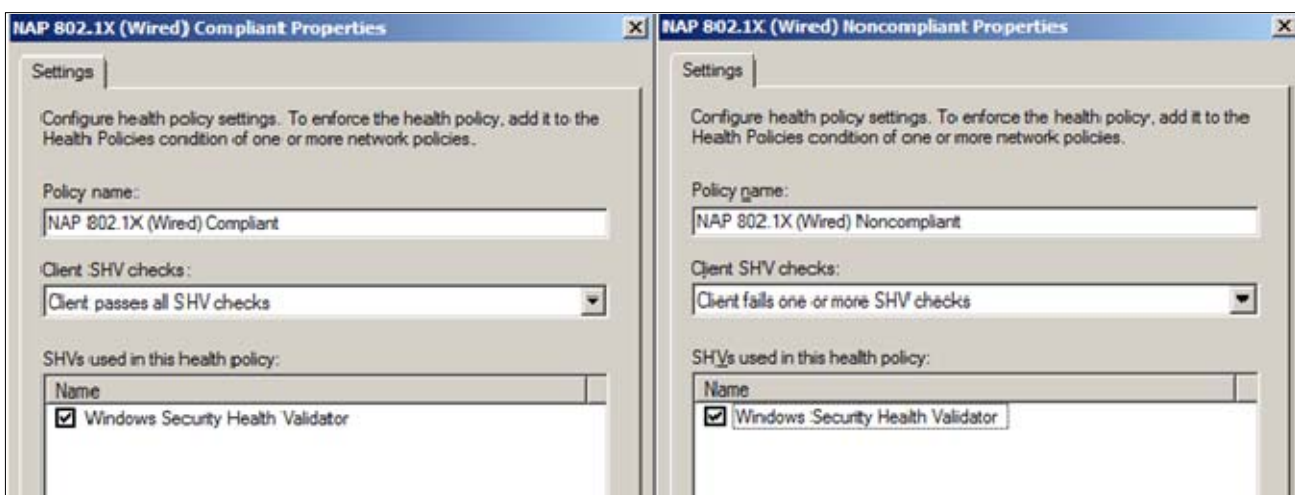 NAP 802.1X (Wired) Compliant Properties
Settings
Configure health policy settings. To enforce the health policy, add it to the
Health Policies condition of one or more network policies.
Policy name:
NAP 802.1X (Wired) Compliant
Client SHV checks:
Client passes all SHV checks
SHVs used in this health policy:
Name
Windows Security Health Validator
NAP 802.1X (Wired) Noncompliant Properties
Settings
Configure health policy settings. To enforce the health policy, add it to the
Health Policies condition of one or more network policies.
Policy name:
NAP 802.1X (Wired) Noncompliant
Client SHV checks:
Client fails one or more SHV checks
SHVs used in this health policy:
Name
Windows Security Health Validator